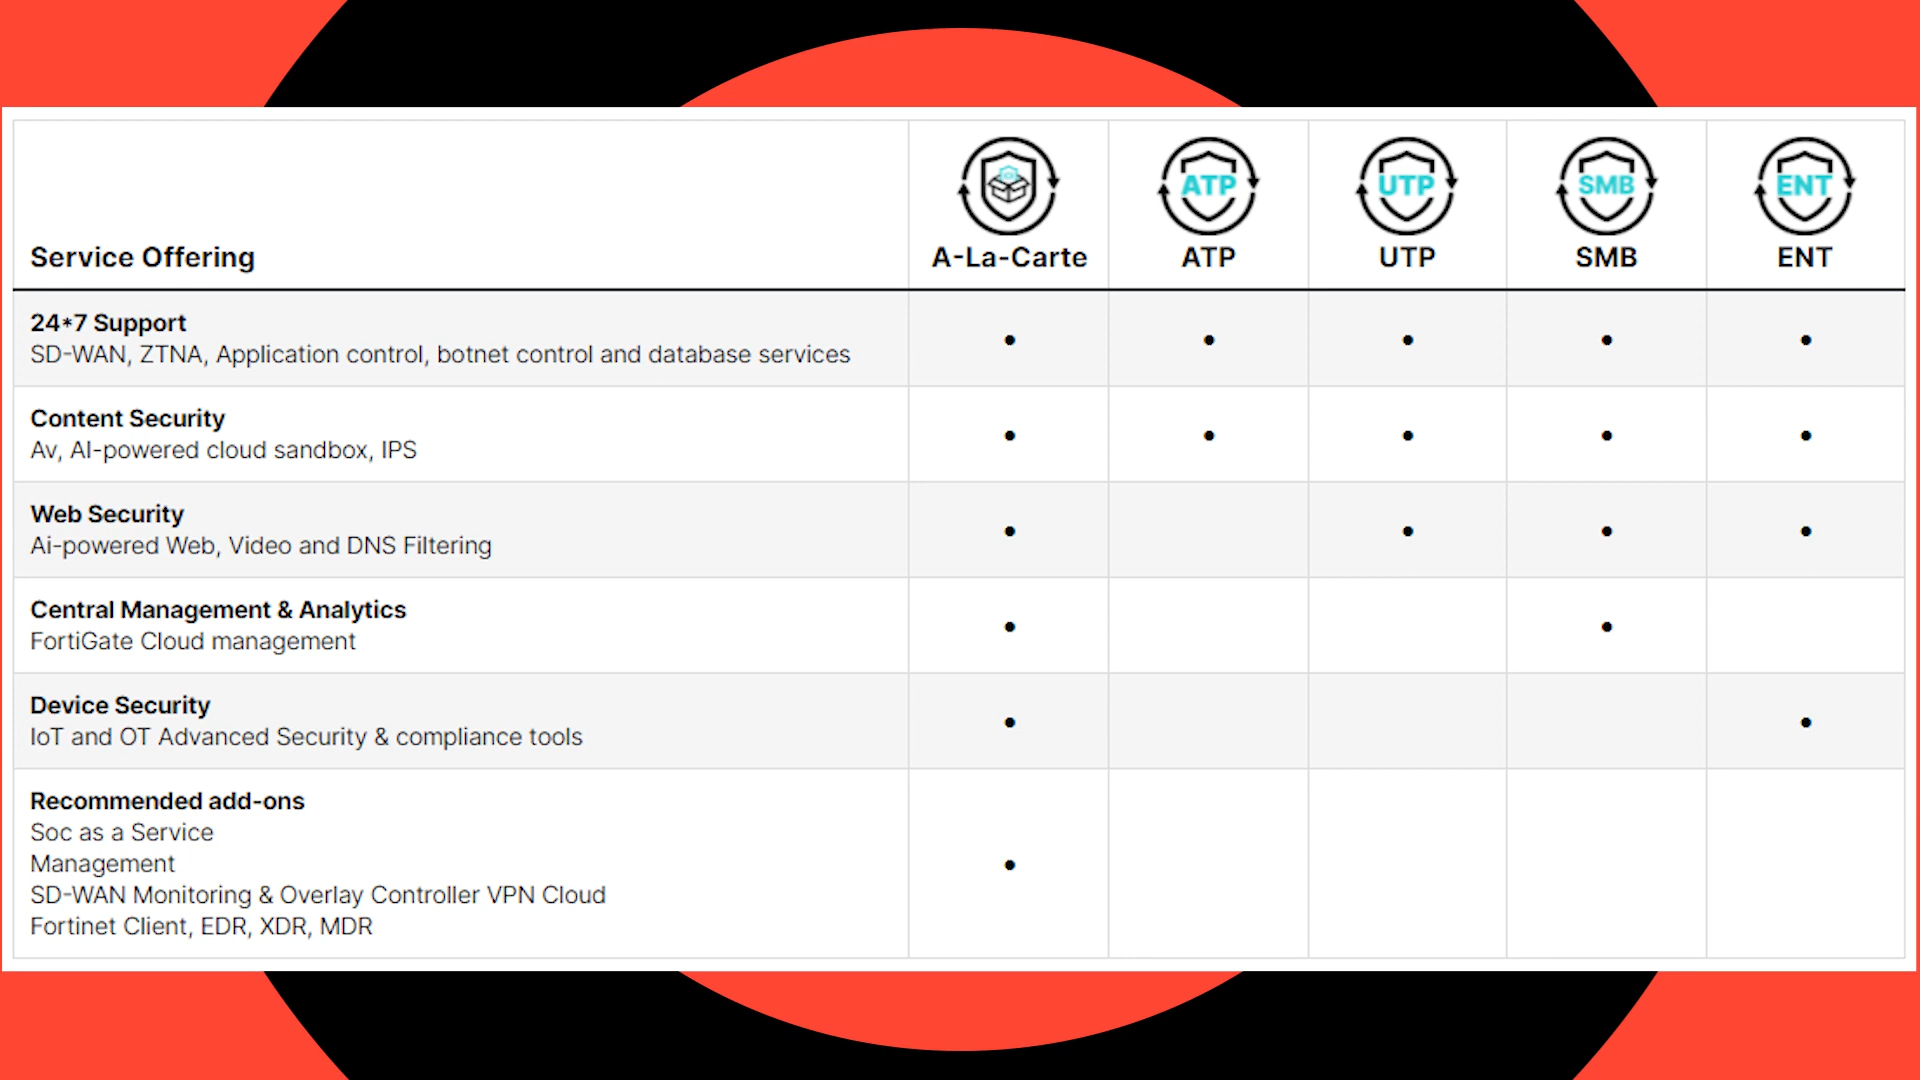 ATP
UTP
SMB
ENT
Service Offering
A-La-Carte
ATP
UTP
SMB
ENT
24*7 Support
SD-WAN, ZTNA, Application control, botnet control and database services
• • • • •
Content Security
Av, AI-powered cloud sandbox, IPS
• • • • •
Web Security
Ai-powered Web, Video and DNS Filtering
• • • •
Central Management & Analytics
FortiGate Cloud management
• •
Device Security
IoT and OT Advanced Security & compliance tools
• •
Recommended add-ons
Soc as a Service
Management
SD-WAN Monitoring & Overlay Controller VPN Cloud
Fortinet Client, EDR, XDR, MDR
•